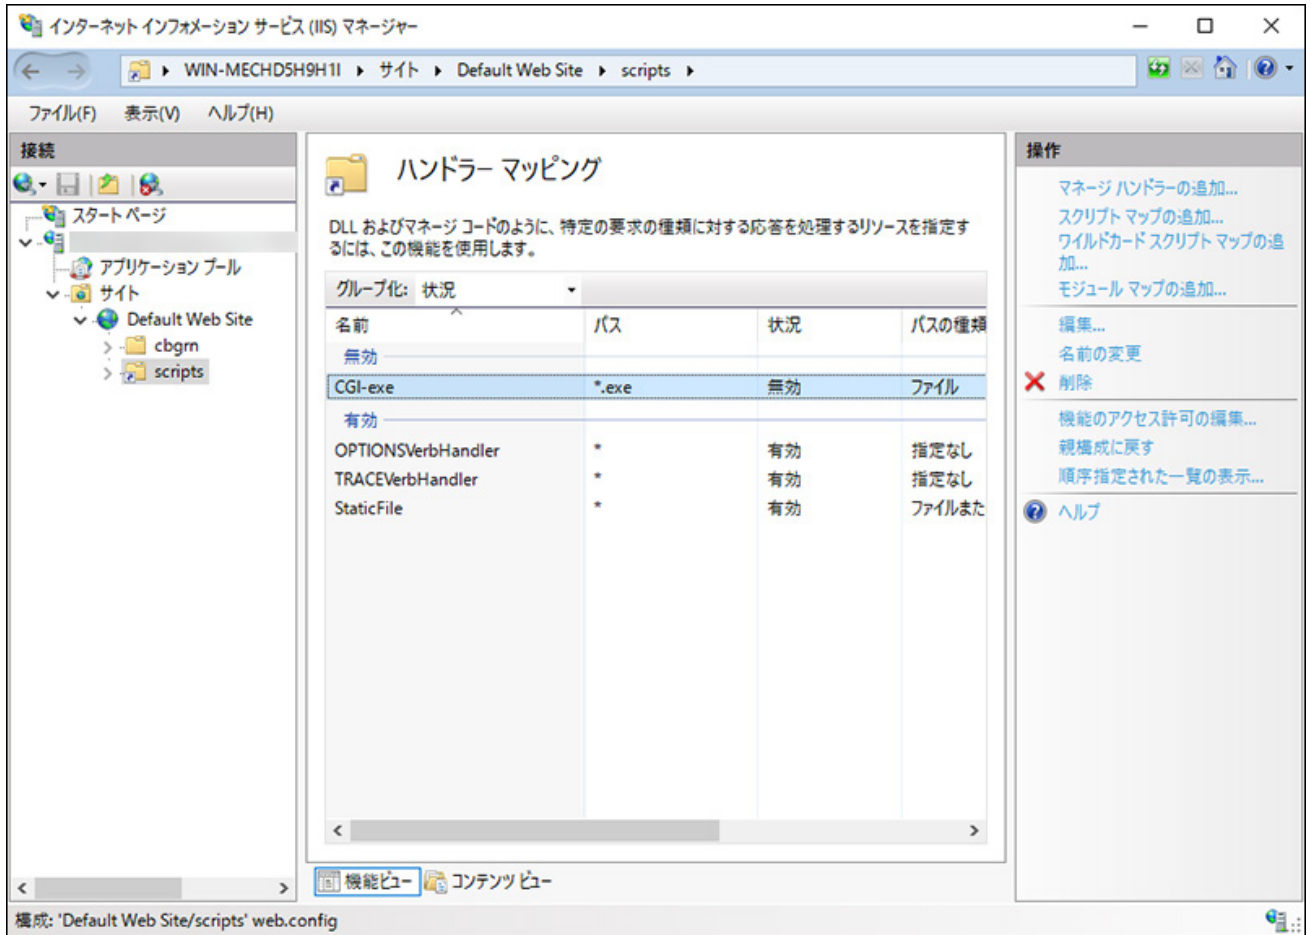 インターネット インフォメーション サービス (IIS) マネージャー
WIN-MECHD5H9H1I サイト Default Web Site scripts
ファイル(F) 表示(V) ヘルプ(H)
接続
スタート ページ
アプリケーション プール
サイト
Default Web Site
cbgrn
scripts
ハンドラー マッピング
DLL およびマネージ コードのように、特定の要求の種類に対する応答を処理するリソースを指定す
るには、この機能を使用します。
グループ化: 状況
名前 パス 状況 パスの種類
無効
CGI-exe *.exe 無効 ファイル
有効
OPTIONSVerbHandler * 有効 指定なし
TRACEVerbHandler * 有効 指定なし
StaticFile * 有効 ファイルまた
機能ビュー コンテンツ ビュー
操作
マネージ ハンドラーの追加...
スクリプト マップの追加...
ワイルドカード スクリプト マップの追
加...
モジュール マップの追加...
編集...
名前の変更
削除
機能のアクセス許可の編集...
親構成に戻す
順序指定された一覧の表示...
ヘルプ
構成: 'Default Web Site/scripts' web.config